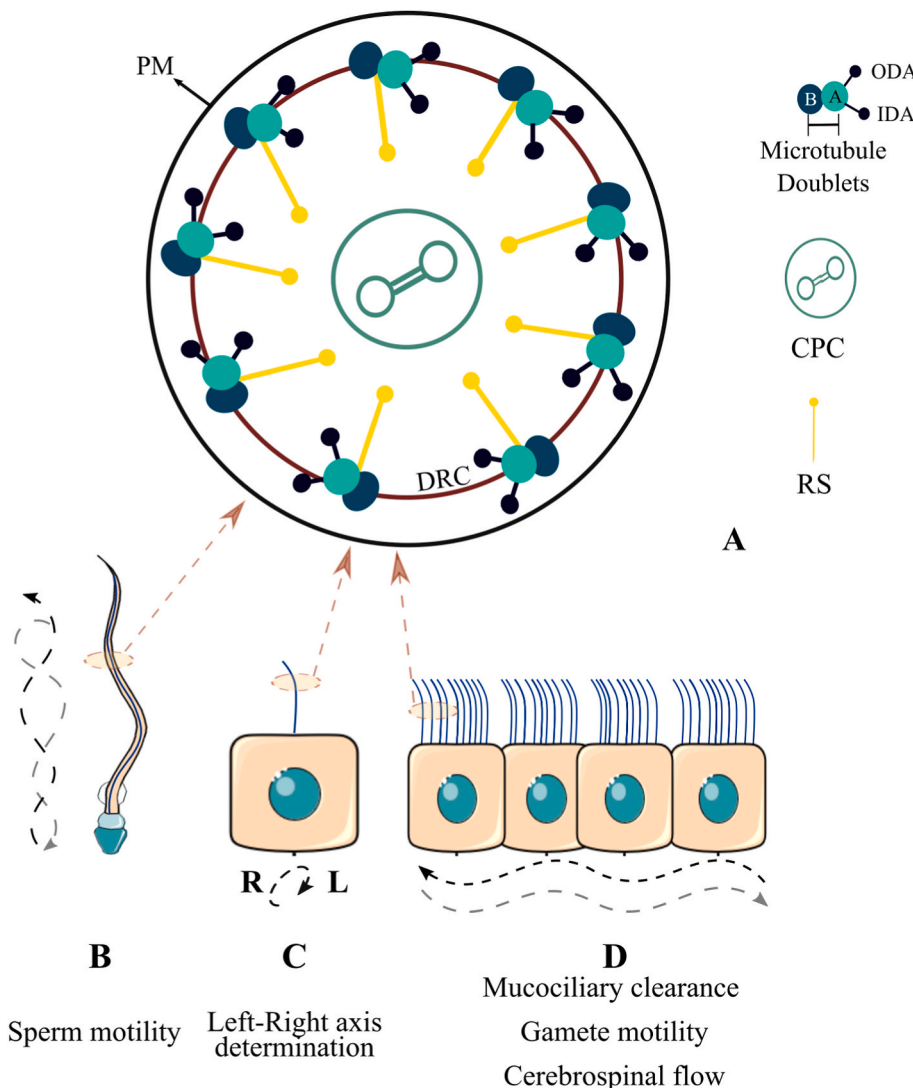 PM
ODA
B A
IDA
Microtubule
Doublets
CPC
DRC
RS
A
R L
B
C
D
Sperm motility
Left-Right axis
determination
Mucociliary clearance
Gamete motility
Cerebrospinal flow